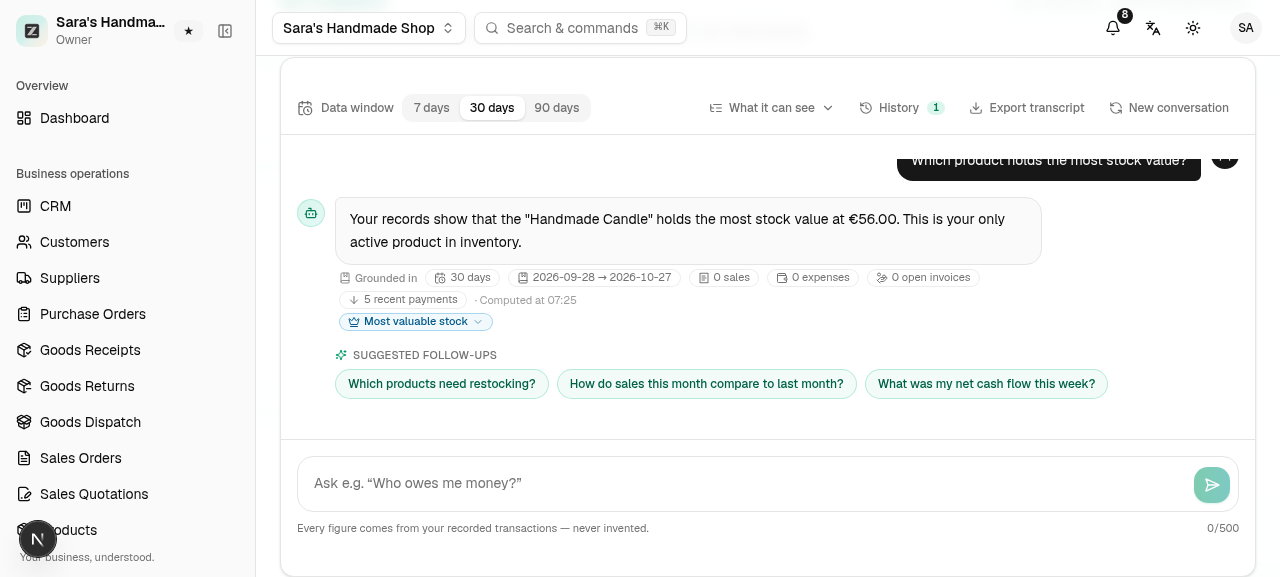 Sara's Handma...
Owner
Overview
Dashboard
Business operations
CRM
Customers
Suppliers
Purchase Orders
Goods Receipts
Goods Returns
Goods Dispatch
Sales Orders
Sales Quotations
N
Your business, understood.
Sara's Handmade Shop
Search & commands
⌘K
8
SA
Data window
7 days
30 days
90 days
What it can see
History
1
Export transcript
New conversation
Which product holds the most stock value?
Your records show that the "Handmade Candle" holds the most stock value at €56.00. This is your only
active product in inventory.
Grounded in
30 days
2026-09-28 → 2026-10-27
0 sales
0 expenses
0 open invoices
5 recent payments
· Computed at 07:25
Most valuable stock
SUGGESTED FOLLOW-UPS
Which products need restocking?
How do sales this month compare to last month?
What was my net cash flow this week?
Ask e.g. “Who owes me money?”
Every figure comes from your recorded transactions — never invented.
0/500